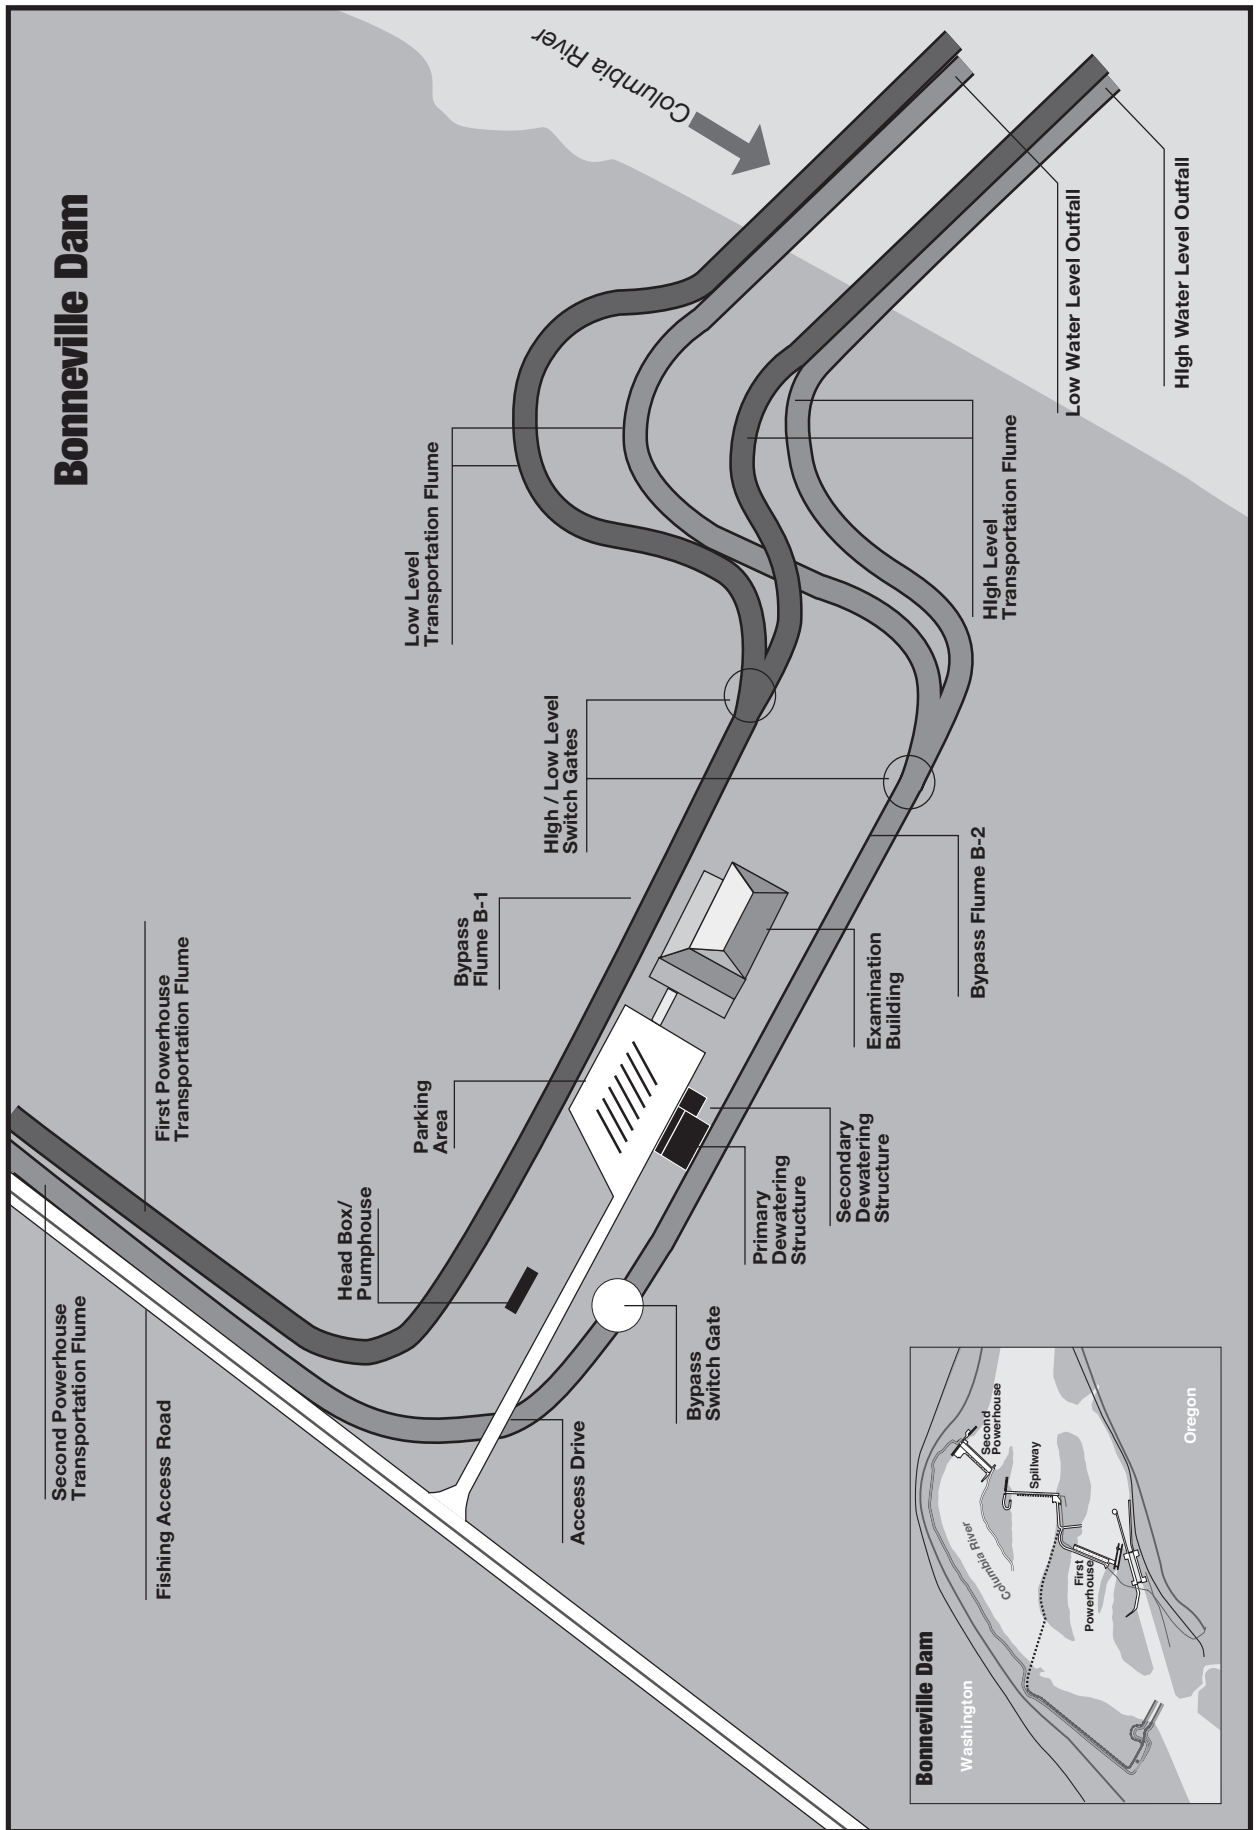 Bonneville Dam
Columbia River
Low Water Level Outfall
HIgh Water Level Outfall
Low Level
Transportation Flume
HIgh Level
Transportation Flume
HIgh / Low Level
Switch Gates
Bypass
Flume B-1
Bypass Flume B-2
Examination
Building
First Powerhouse
Transportation Flume
Parking
Area
Secondary
Dewatering
Structure
Primary
Dewatering
Structure
Head Box/
Pumphouse
Bypass
Switch Gate
Second Powerhouse
Transportation Flume
Fishing Access Road
Access Drive
Bonneville Dam
Washington
Columbia River
Second
Powerhouse
Spillway
First
Powerhouse
Oregon